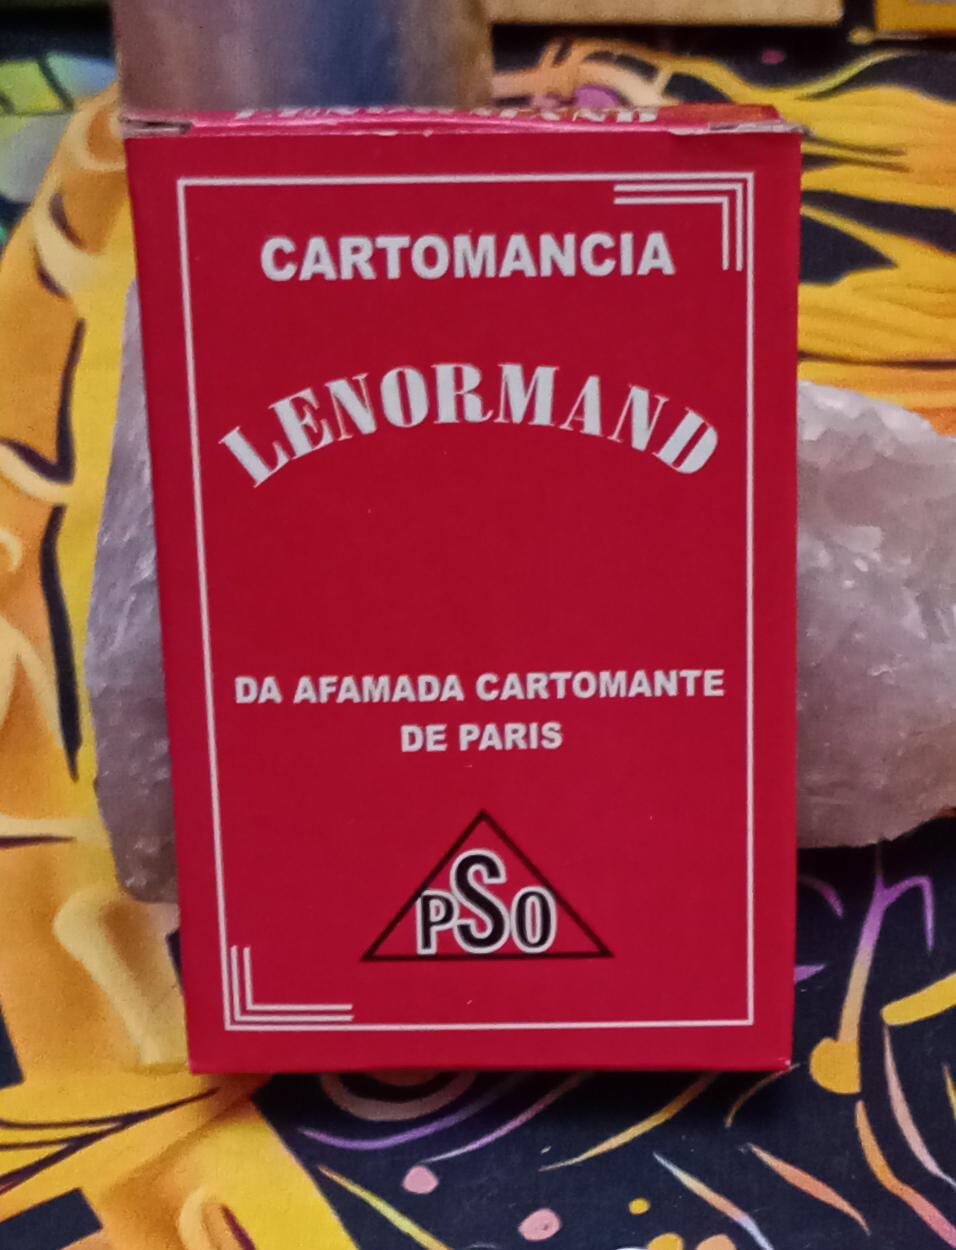 CARTOMANCIA
LENORMAND
DA AFAMADA CARTOMANTE
DE PARIS
PSO